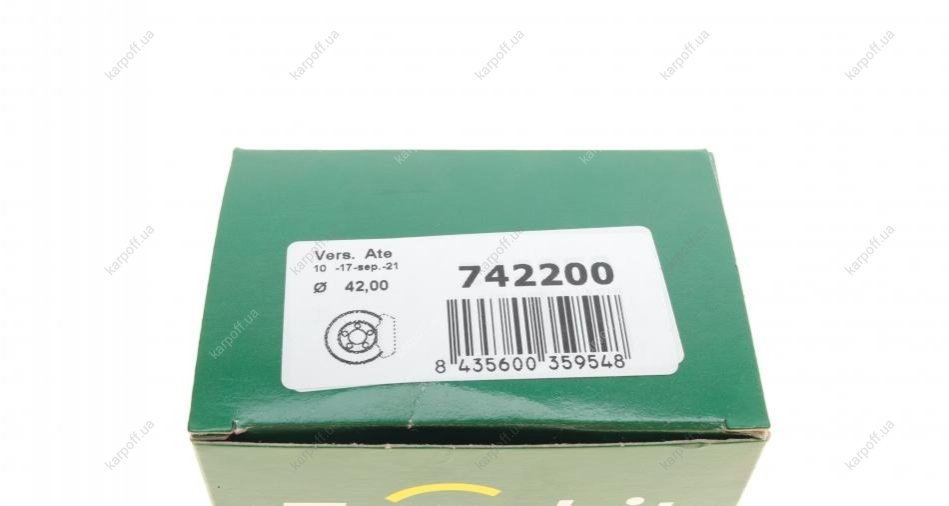 Vers. Ate
10 -17-sep.-21
Ø 42,00
742200
8 435600 359548
karpoff.ua